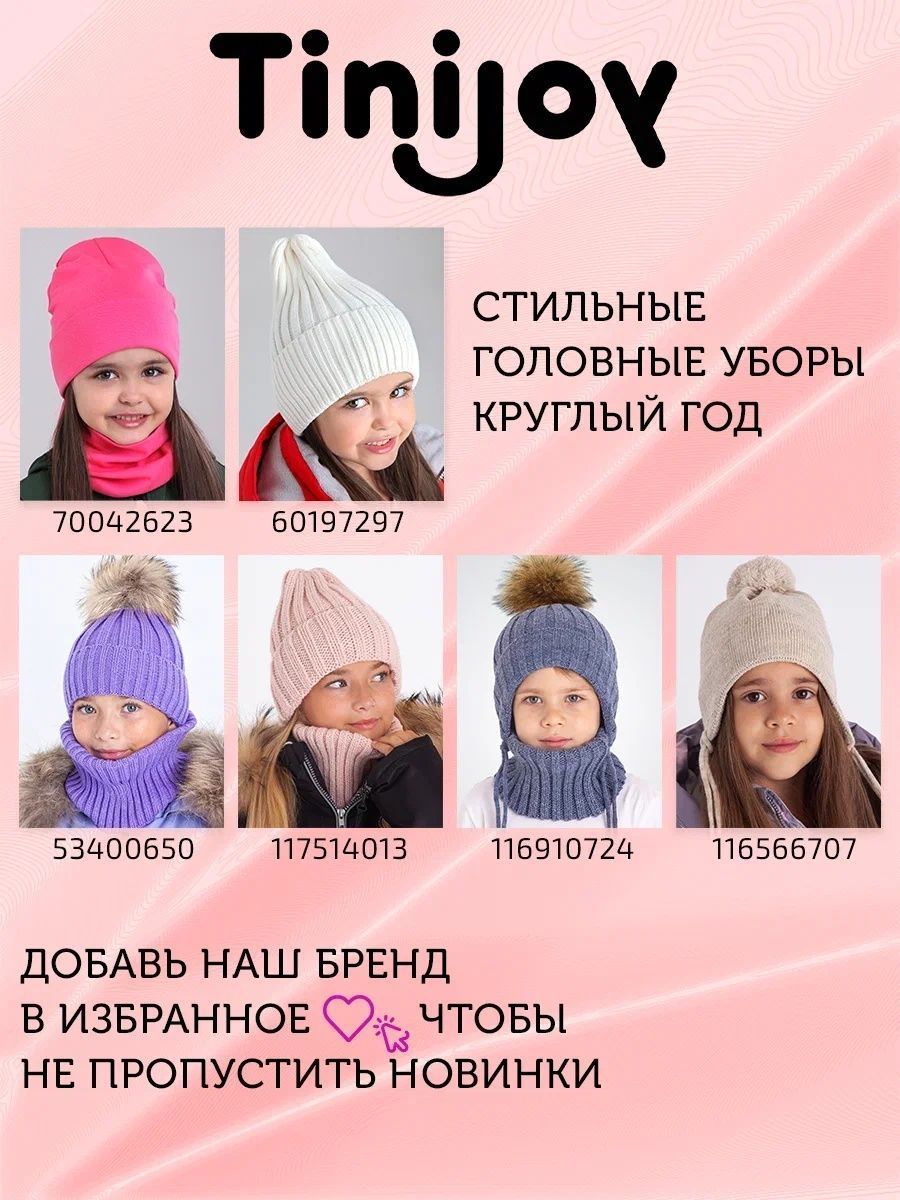 Tinijoy
СТИЛЬНЫЕ
ГОЛОВНЫЕ УБОРЫ
КРУГЛЫЙ ГОД
70042623 60197297
53400650 117514013 116910724 116566707
ДОБАВЬ НАШ БРЕНД
В ИЗБРАННОЕ ЧТОБЫ
НЕ ПРОПУСТИТЬ НОВИНКИ